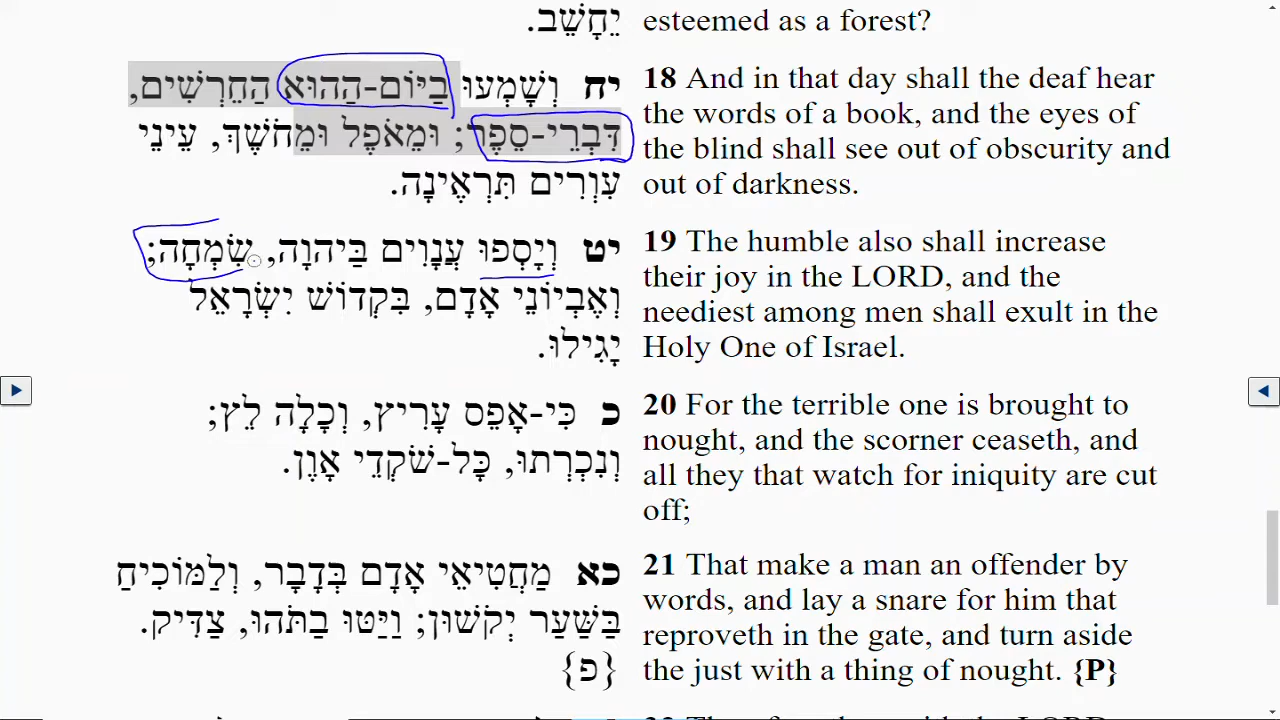 יֵחָשֵׁב.
esteemed as a forest?
יח וְשָׁמְעוּ בַיּוֹם-הַהוּא הַחֵרְשִׁים,
דִּבְרֵי-סֵפֶר; וּמֵאֹפֶל וּמֵחֹשֶׁךְ, עֵינֵי
עִוְרִים תִּרְאֶינָה.
18 And in that day shall the deaf hear
the words of a book, and the eyes of
the blind shall see out of obscurity and
out of darkness.
יט וְיָסְפוּ עֲנָוִים בַּיהוָה, שִׂמְחָה;
וְאֶבְיוֹנֵי אָדָם, בִּקְדוֹשׁ יִשְׂרָאֵל
יָגִילוּ.
19 The humble also shall increase
their joy in the LORD, and the
neediest among men shall exult in the
Holy One of Israel.
כ כִּי-אָפֵס עָרִיץ, וְכָלָה לֵץ;
וְנִכְרְתוּ, כָּל-שֹׁקְדֵי אָוֶן.
20 For the terrible one is brought to
nought, and the scorner ceaseth, and
all they that watch for iniquity are cut
off;
כא מַחֲטִיאֵי אָדָם בְּדָבָר, וְלַמּוֹכִיחַ
בַּשַּׁעַר יְקֹשׁוּן; וַיַּטּוּ בַתֹּהוּ, צַדִּיק.
{פ}
21 That make a man an offender by
words, and lay a snare for him that
reproveth in the gate, and turn aside
the just with a thing of nought. {P}